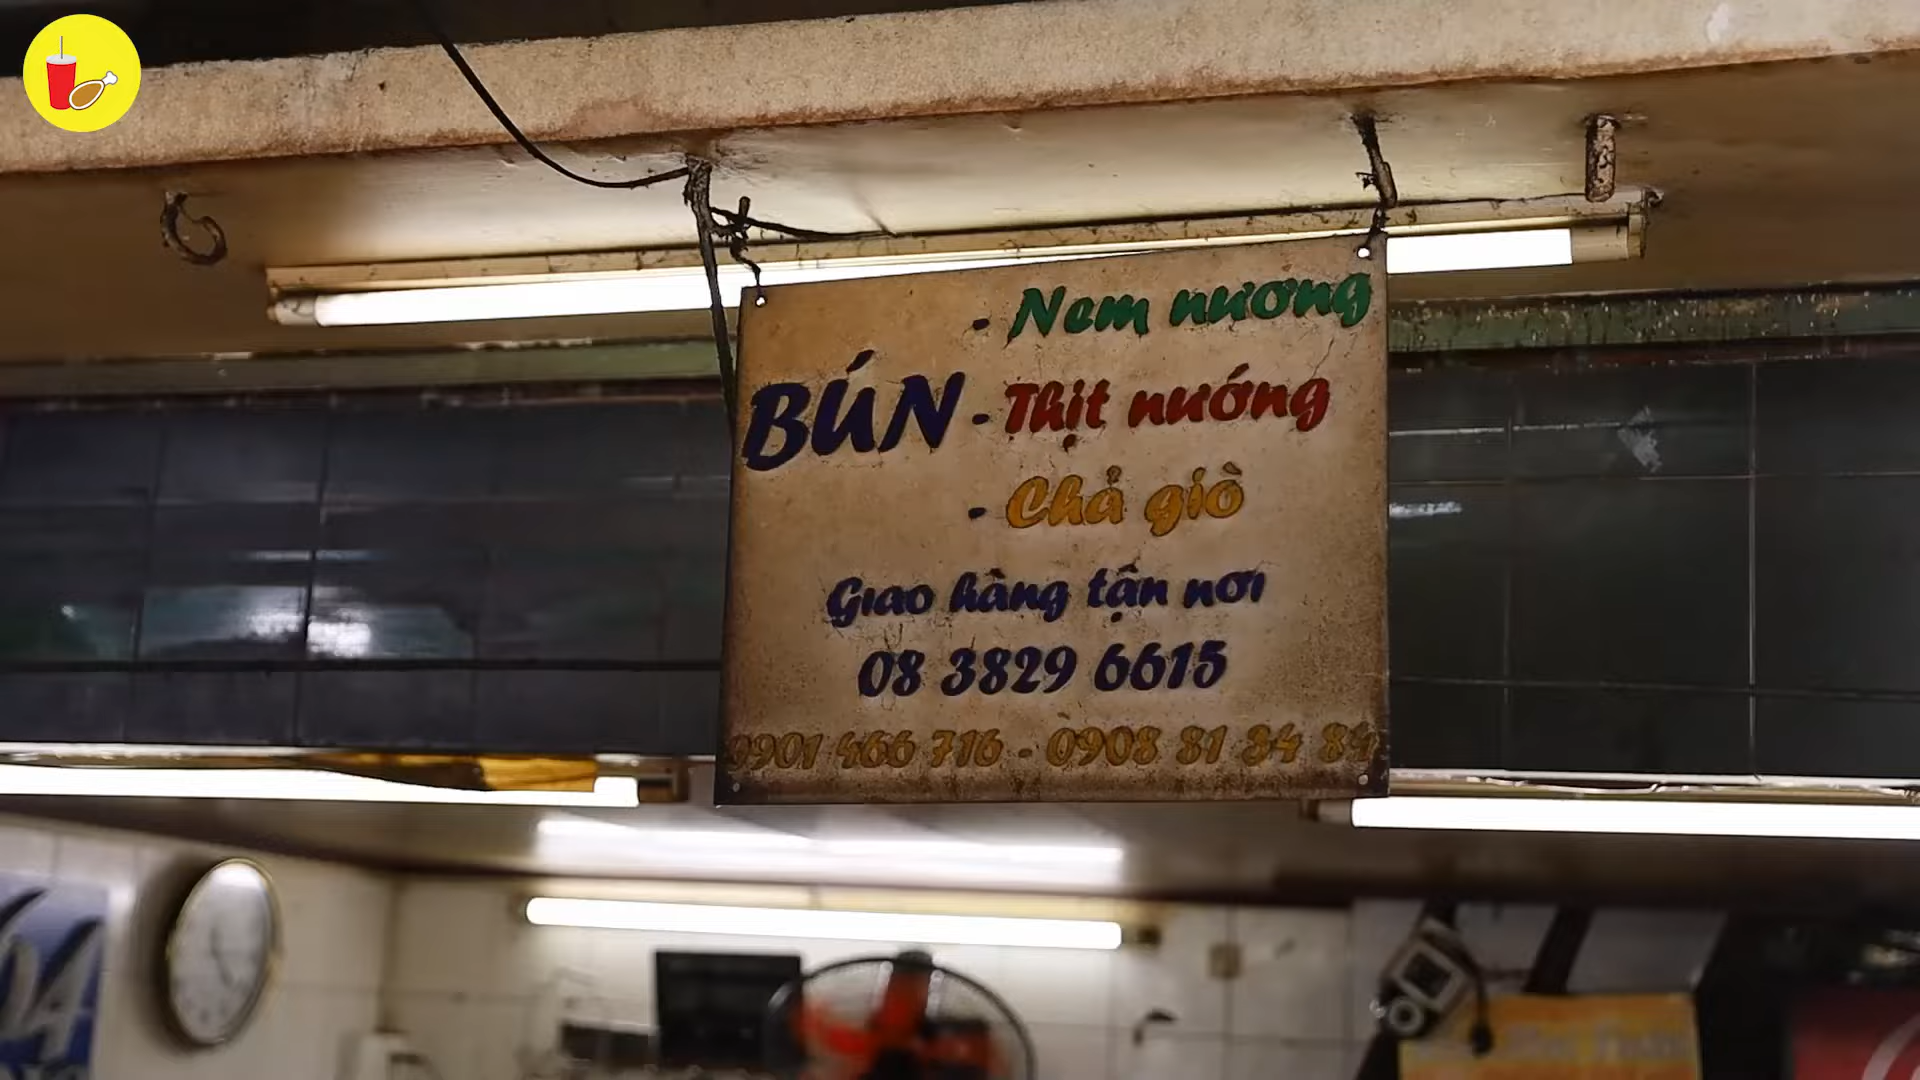 - Nem nương
BÚN - Thịt nướng
- Chả giò
Giao hàng tận nơi
08 3829 6615
0901 466 716 - 0908 81 34 84